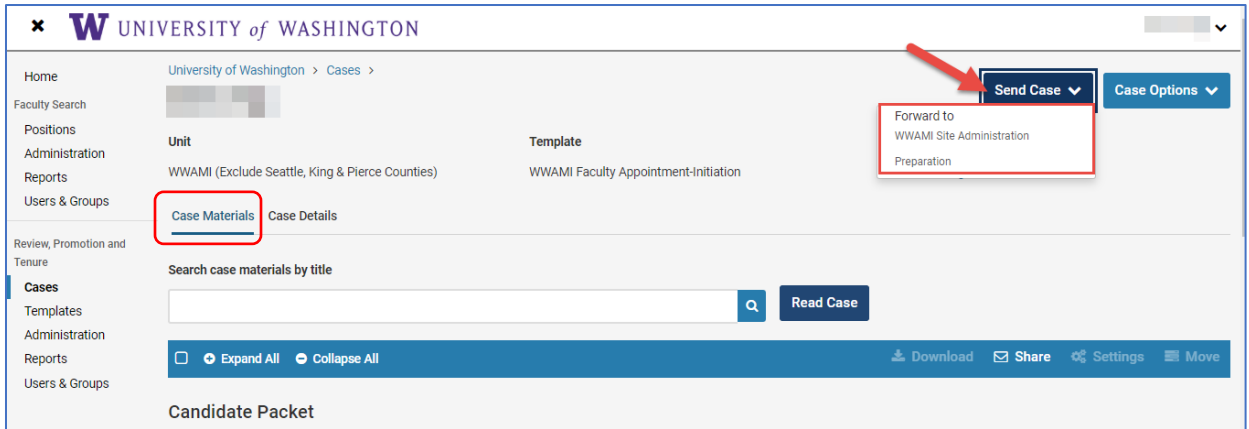 W UNIVERSITY of WASHINGTON
Home
Faculty Search
Positions
Administration
Reports
Users & Groups
Review, Promotion and
Tenure
Cases
Templates
Administration
Reports
Users & Groups
University of Washington > Cases >
Send Case
Case Options
Forward to
WWAMI Site Administration
Preparation
Unit
WWAMI (Exclude Seattle, King & Pierce Counties)
Template
WWAMI Faculty Appointment-Initiation
Case Materials Case Details
Search case materials by title
Read Case
Expand All Collapse All Download Share Settings Move
Candidate Packet